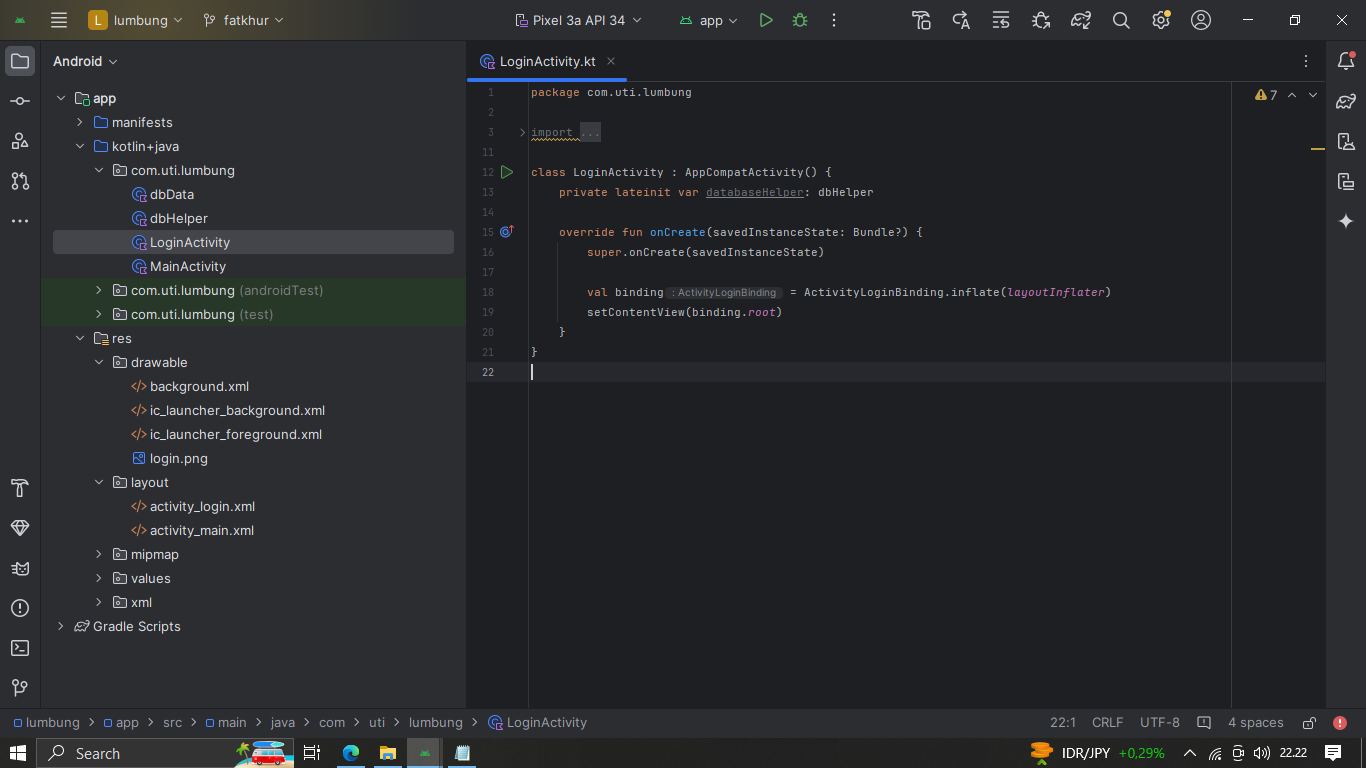 L lumbung fatkhur Pixel 3a API 34 app
Android
app
manifests
kotlin+java
com.uti.lumbung
dbData
dbHelper
LoginActivity
MainActivity
com.uti.lumbung (androidTest)
com.uti.lumbung (test)
res
drawable
background.xml
ic_launcher_background.xml
ic_launcher_foreground.xml
login.png
layout
activity_login.xml
activity_main.xml
mipmap
values
xml
Gradle Scripts
LoginActivity.kt
7
1 package com.uti.lumbung
2
3 import ...
11
12 class LoginActivity : AppCompatActivity() {
13 private lateinit var databaseHelper: dbHelper
14
15 override fun onCreate(savedInstanceState: Bundle?) {
16 super.onCreate(savedInstanceState)
17
18 val binding : ActivityLoginBinding = ActivityLoginBinding.inflate(layoutInflater)
19 setContentView(binding.root)
20 }
21 }
22
lumbung > app > src > main > java > com > uti > lumbung > LoginActivity 22:1 CRLF UTF-8 4 spaces
Search IDR/JPY +0,29% 22.22